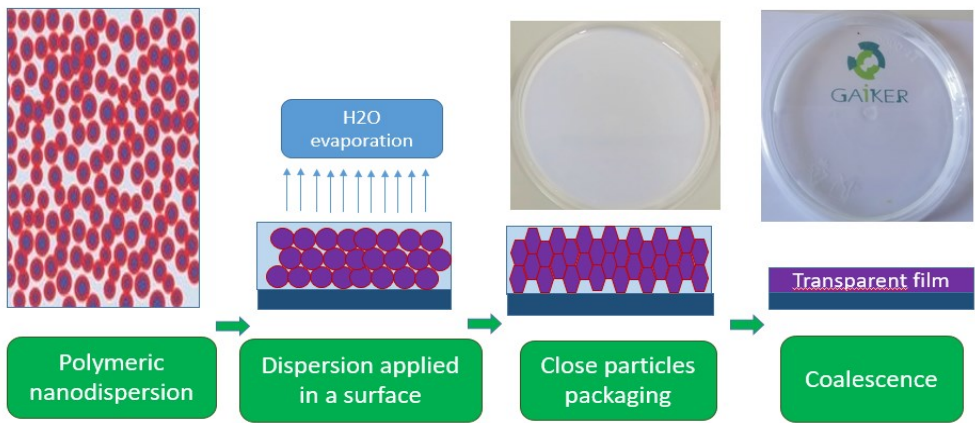 H2O
evaporation
GAiKER
Transparent film
Polymeric
nanodispersion
Dispersion applied
in a surface
Close particles
packaging
Coalescence